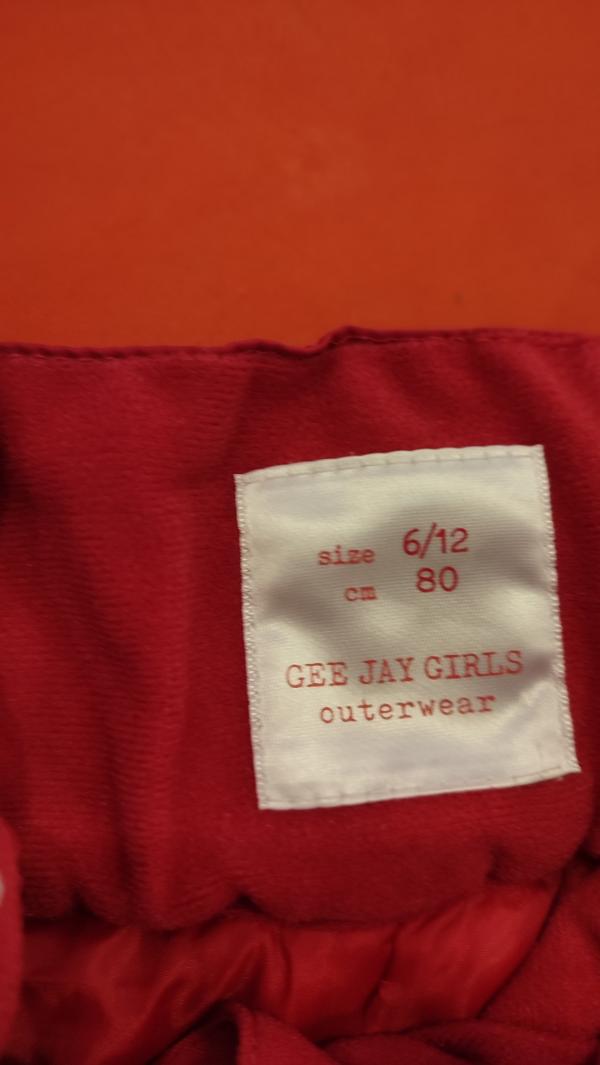 size 6/12
cm 80
GEE JAY GIRLS
outerwear